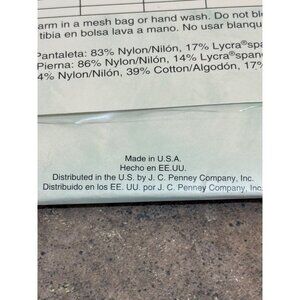 arm in a mesh bag or hand wash. Do not bl
tibia en bolsa lava a mano. No usar blanqu
Pantaleta: 83% Nylon/Nilón, 17% Lycra®spa
Pierna: 86% Nylon/Nilón, 14% Lycra®span
4% Nylon/Nilón, 39% Cotton/Algodón, 17%
Made in U.S.A.
Hecho en EE.UU.
Distributed in the U.S. by J. C. Penney Company, Inc.
Distribuido en los EE. UU. por J. C. Penney Company, Inc.